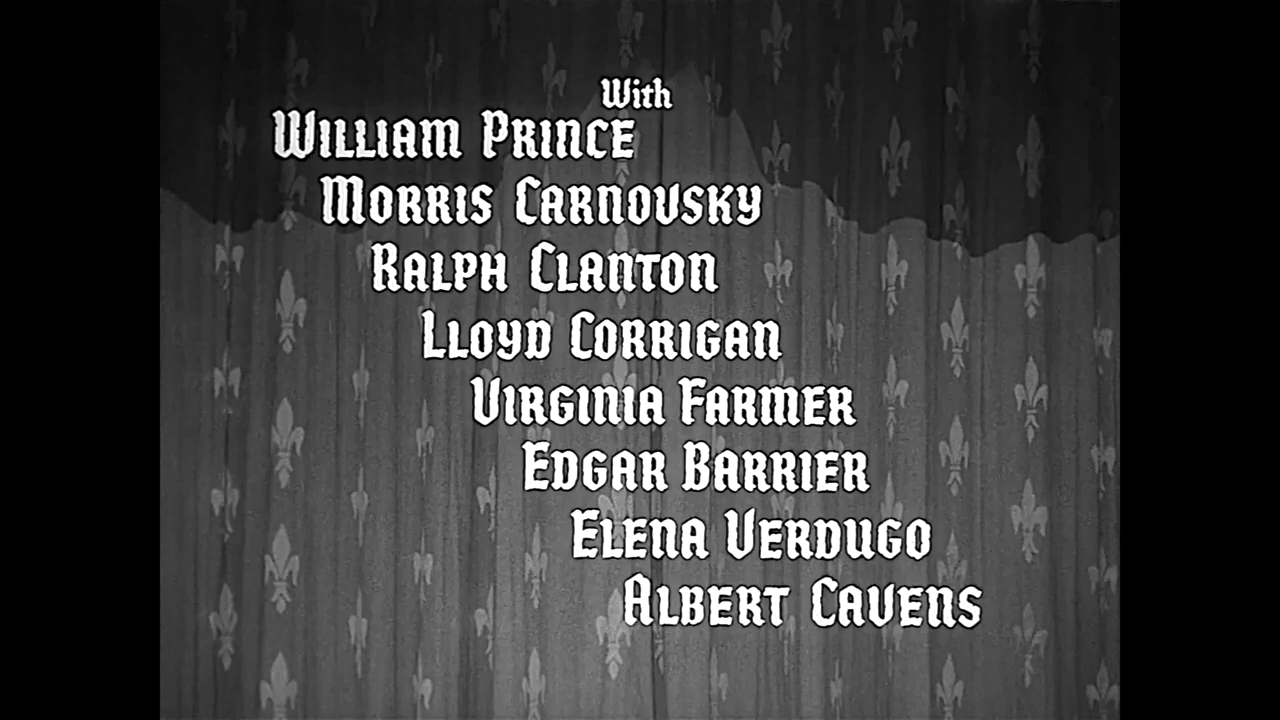 With
William Prince
Morris Carnovsky
Ralph Clanton
Lloyd Corrigan
Virginia Farmer
Edgar Barrier
Elena Verdugo
Albert Cavens